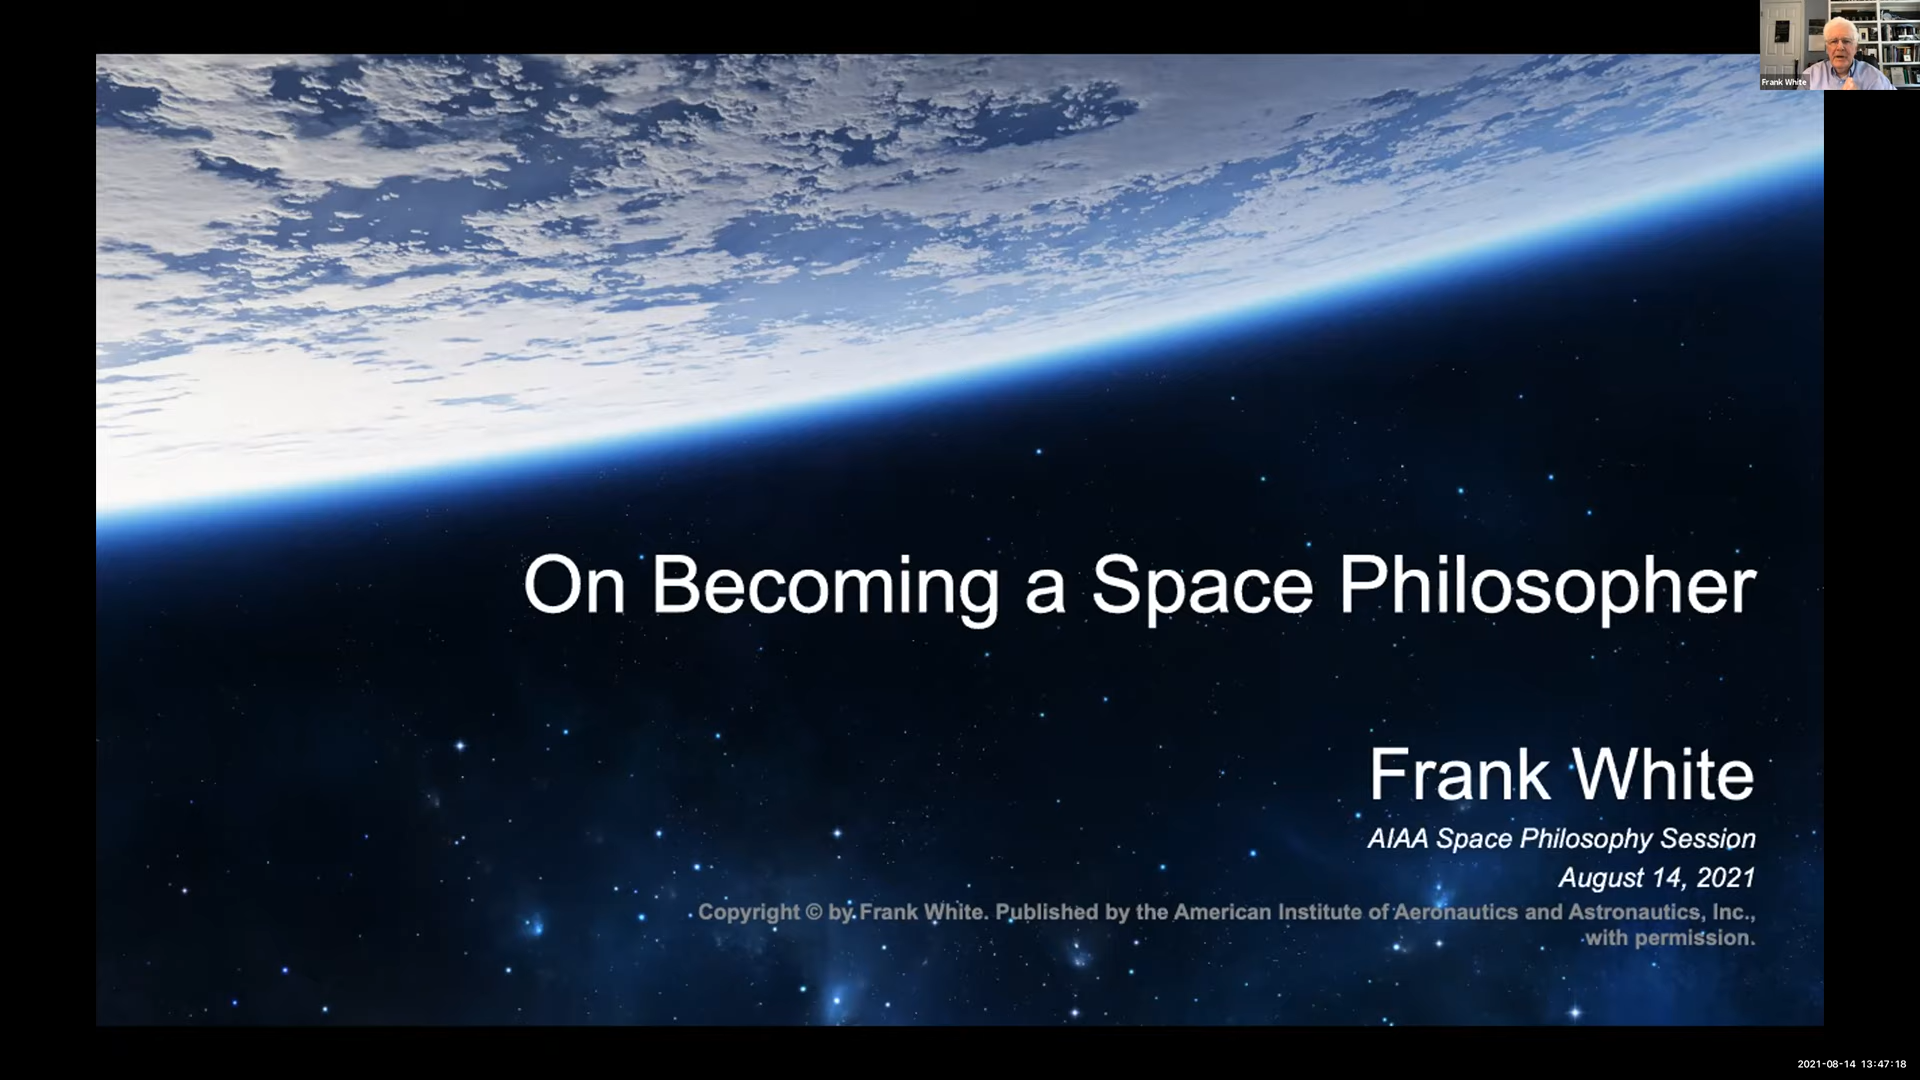 Frank White
On Becoming a Space Philosopher
Frank White
AIAA Space Philosophy Session
August 14, 2021
Copyright © by Frank White. Published by the American Institute of Aeronautics and Astronautics, Inc.,
with permission.
2021-08-14 13:47:18